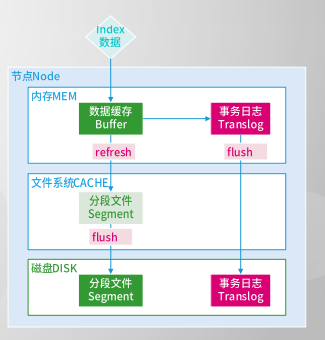 Index
数据
节点Node
内存MEM
数据缓存
Buffer
事务日志
Translog
refresh
flush
文件系统CACHE
分段文件
Segment
flush
磁盘DISK
分段文件
Segment
事务日志
Translog